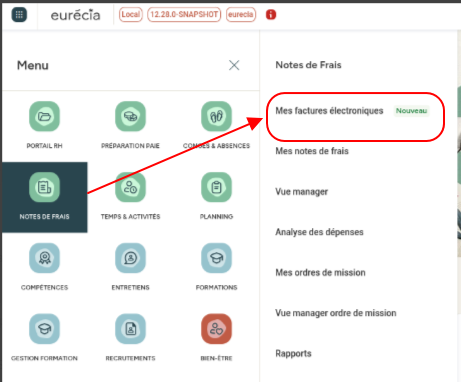 eurécia Local 12.28.0-SNAPSHOT eurecia
Menu
PORTAIL RH PRÉPARATION PAIE CONGÉS & ABSENCES
NOTES DE FRAIS TEMPS & ACTIVITÉS PLANNING
COMPÉTENCES ENTRETIENS FORMATIONS
GESTION FORMATION RECRUTEMENTS BIEN-ÊTRE
Notes de Frais
Mes factures électroniques Nouveau
Mes notes de frais
Vue manager
Analyse des dépenses
Mes ordres de mission
Vue manager ordre de mission
Rapports